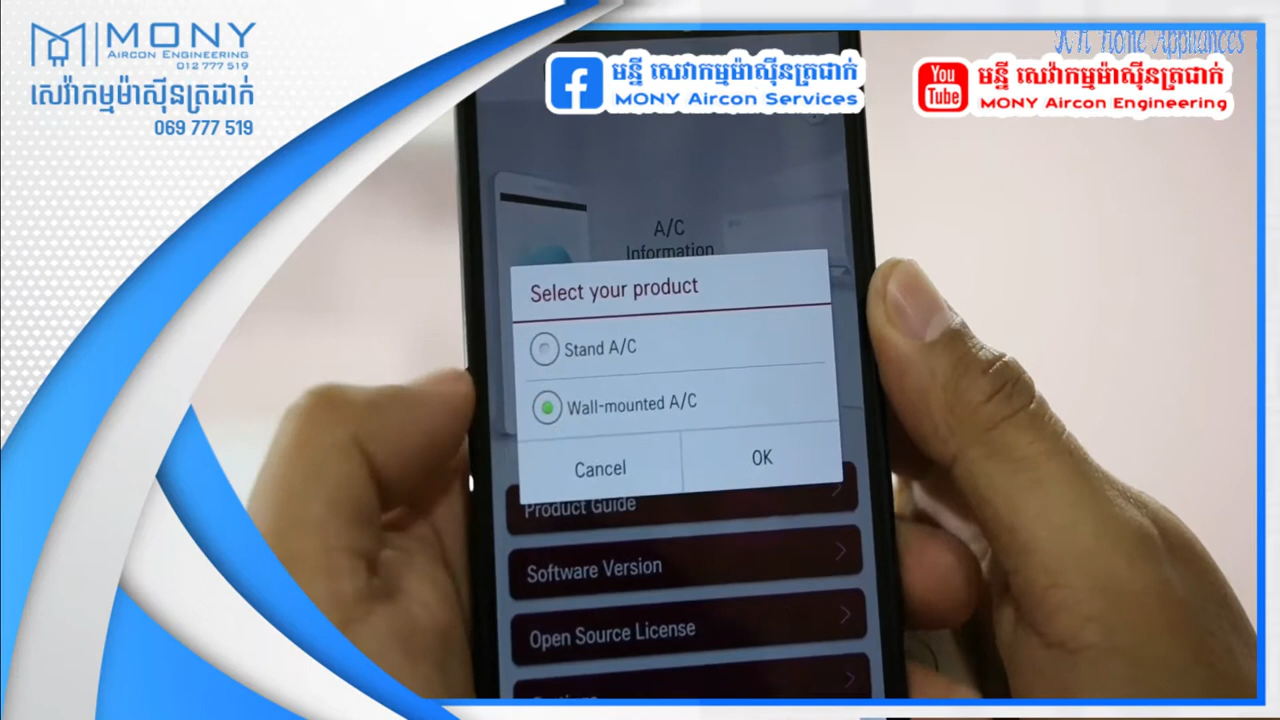 MONY
AIRCON ENGINEERING
012 777 519
សេវ៉ាកម្មម៉ាស៊ីនត្រជាក់
069 777 519
មន្នី សេវាកម្មម៉ាស៊ីនត្រជាក់
MONY Aircon Services
Home Appliances
You
Tube
មន្នី សេវ៉ាកម្មម៉ាស៊ីនត្រជាក់
MONY Aircon Engineering
A/C
Information
Select your product
Stand A/C
Wall-mounted A/C
Cancel
OK
Product Guide
Software Version
Open Source License